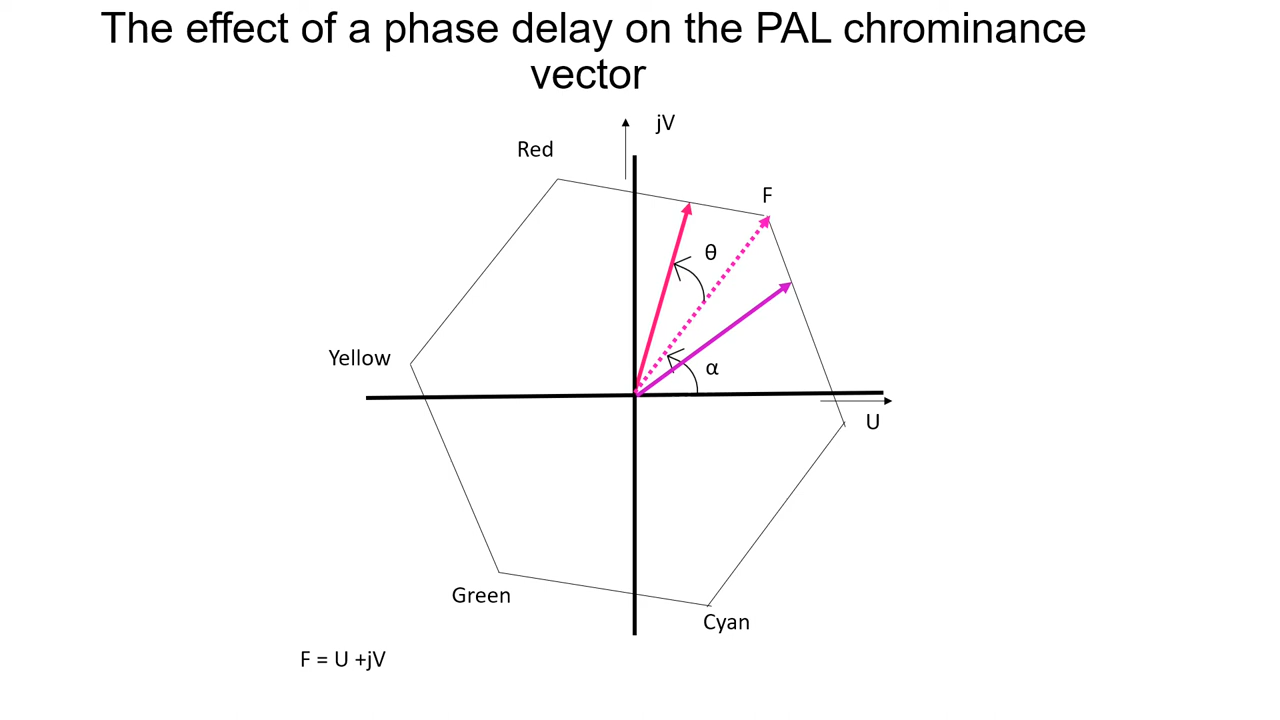 The effect of a phase delay on the PAL chrominance
vector
jV
Red
F
θ
Yellow
α
U
Green
Cyan
F = U +jV